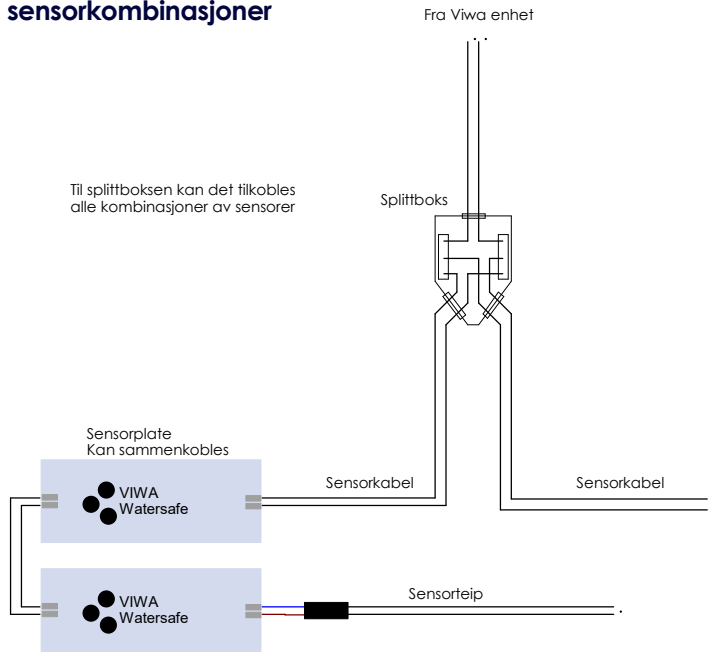 sensorkombinasjoner
Fra Viwa enhet
Til splittboksen kan det tilkobles
alle kombinasjoner av sensorer
Splittboks
Sensorplate
Kan sammenkobles
Sensorkabel
Sensorkabel
VIWA
Watersafe
VIWA
Watersafe
Sensorteip